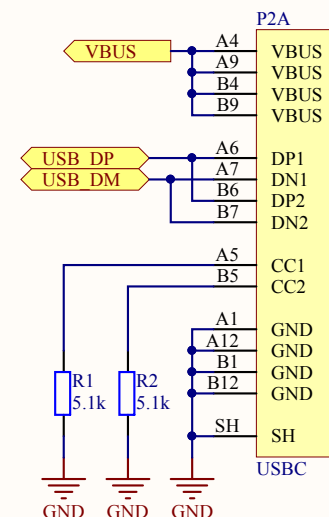 P2A
VBUS A4 VBUS
A9 VBUS
B4 VBUS
B9 VBUS
USB_DP A6 DP1
USB_DM A7 DN1
B6 DP2
B7 DN2
A5 CC1
B5 CC2
A1 GND
A12 GND
B1 GND
B12 GND
R1 R2
5.1k 5.1k
SH SH
USBC
GND GND GND